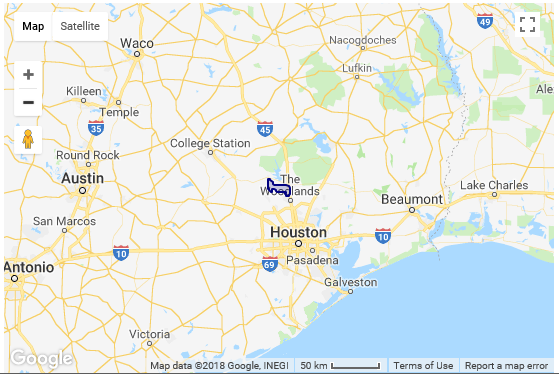 Map Satellite
49
Nacogdoches
Waco
Lufkin
Killeen
Temple
Ale
35
45
College Station
Round Rock
Austin
The
Woodlands
Lake Charles
Beaumont
San Marcos
Houston
10
10
10
Pasadena
Antonio
69
Galveston
Victoria
Google
Map data ©2018 Google, INEGI 50 km Terms of Use Report a map error